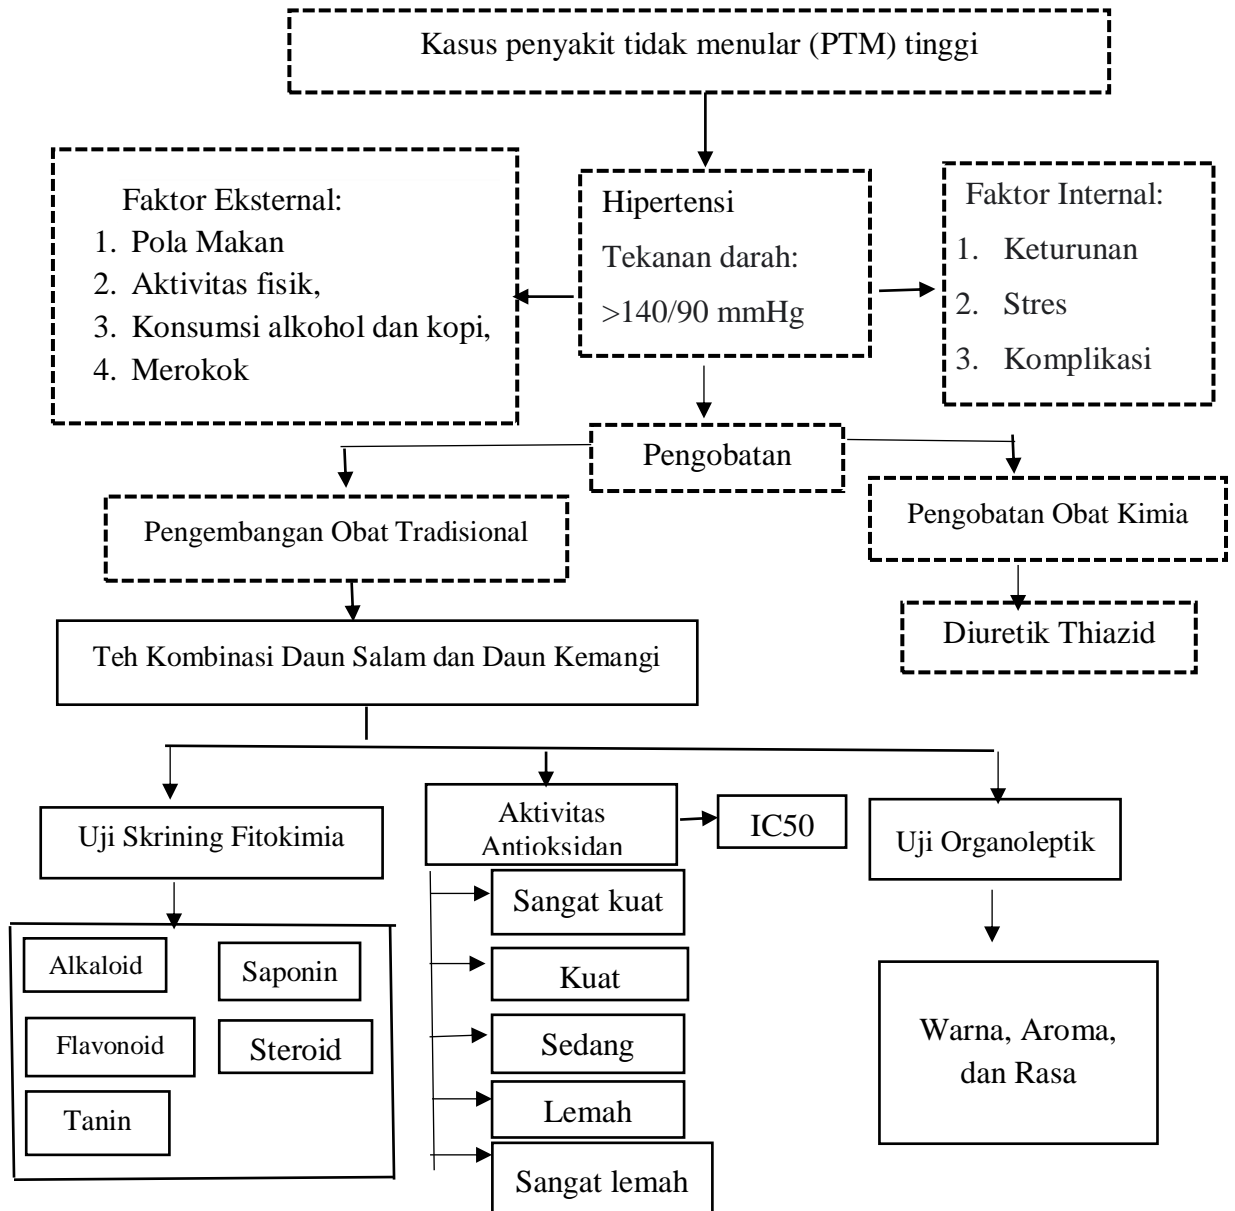 Kasus penyakit tidak menular (PTM) tinggi
Faktor Eksternal:
1. Pola Makan
2. Aktivitas fisik,
3. Konsumsi alkohol dan kopi,
4. Merokok
Hipertensi
Tekanan darah:
>140/90 mmHg
Faktor Internal:
1. Keturunan
2. Stres
3. Komplikasi
Pengobatan
Pengembangan Obat Tradisional
Pengobatan Obat Kimia
Diuretik Thiazid
Teh Kombinasi Daun Salam dan Daun Kemangi
Uji Skrining Fitokimia
Aktivitas
Antioksidan
IC50
Uji Organoleptik
Alkaloid
Saponin
Flavonoid
Steroid
Tanin
Sangat kuat
Kuat
Sedang
Lemah
Sangat lemah
Warna, Aroma,
dan Rasa